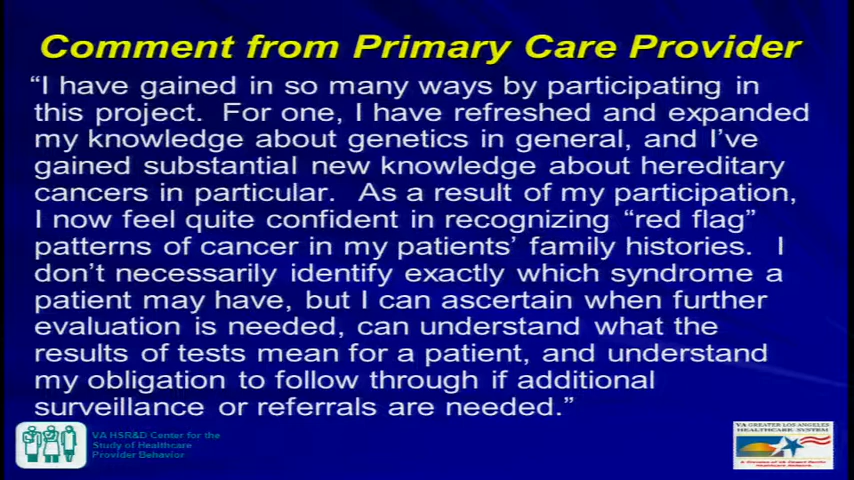 Comment from Primary Care Provider
“I have gained in so many ways by participating in
this project. For one, I have refreshed and expanded
my knowledge about genetics in general, and I’ve
gained substantial new knowledge about hereditary
cancers in particular. As a result of my participation,
I now feel quite confident in recognizing “red flag”
patterns of cancer in my patients’ family histories. I
don’t necessarily identify exactly which syndrome a
patient may have, but I can ascertain when further
evaluation is needed, can understand what the
results of tests mean for a patient, and understand
my obligation to follow through if additional
surveillance or referrals are needed.”
VA HSR&D Center for the
Study of Healthcare
Provider Behavior
VA GREATER LOS ANGELES
HEALTHCARE SYSTEM